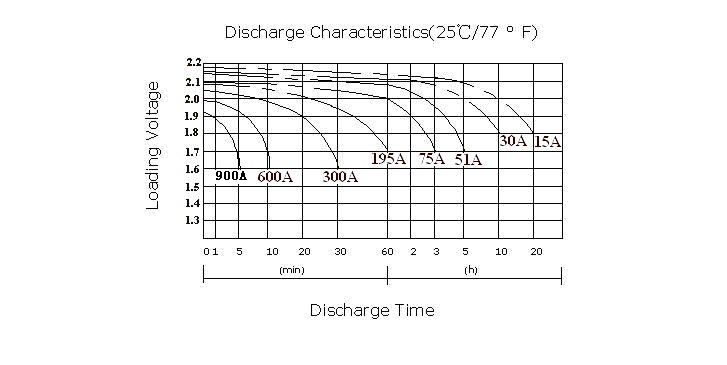 Discharge Characteristics(25℃/77 ° F)
Loading Voltage
2.2
2.1
2.0
1.9
1.8
1.7
1.6
1.5
1.4
1.3
900A 600A 300A 195A 75A 51A 30A 15A
0 1 5 10 20 30 60 2 3 5 10 20
(min) (h)
Discharge Time